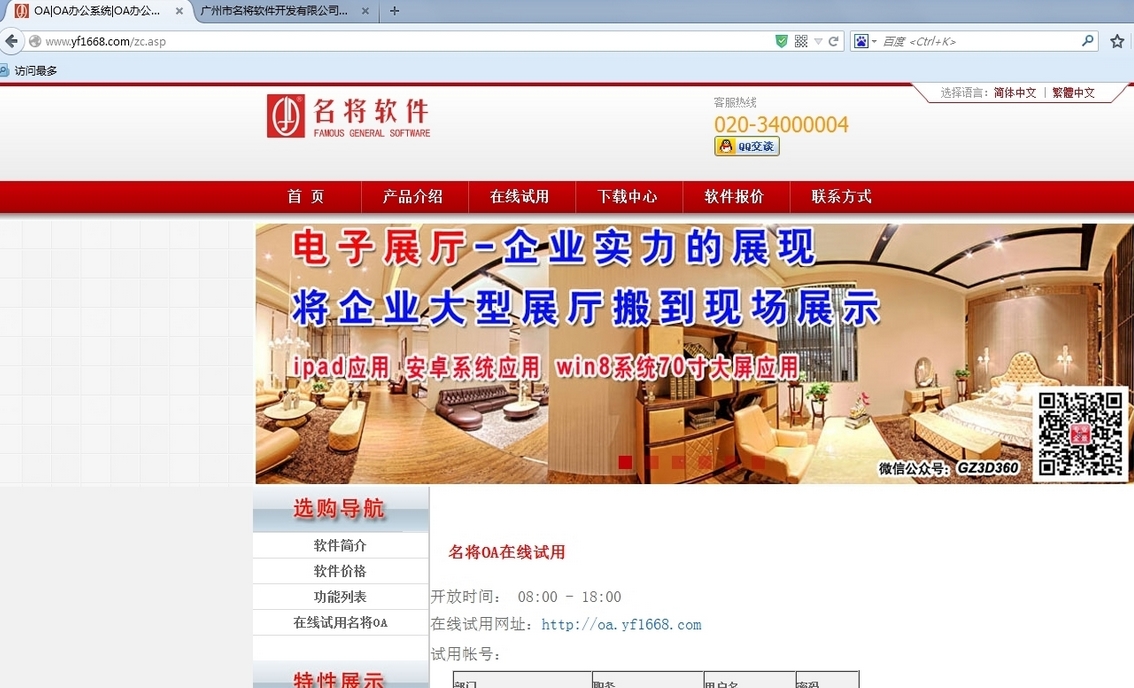 OA|OA办公系统|OA办公... 广州市名将软件开发有限公司...
www.yf1668.com/zc.asp 百度 <Ctrl+K>
访问最多
选择语言: 简体中文 | 繁體中文
名将软件
FAMOUS GENERAL SOFTWARE
客服热线
020-34000004
QQ交谈
首 页 产品介绍 在线试用 下载中心 软件报价 联系方式
电子展厅-企业实力的展现
将企业大型展厅搬到现场展示
ipad应用 安卓系统应用 win8系统70寸大屏应用
微信公众号: GZ3D360
选购导航
软件简介
软件价格
功能列表
在线试用名将OA
特性展示
名将OA在线试用
开放时间: 08:00 - 18:00
在线试用网址: http://oa.yf1668.com
试用帐号:
部门 职务 用户名 密码